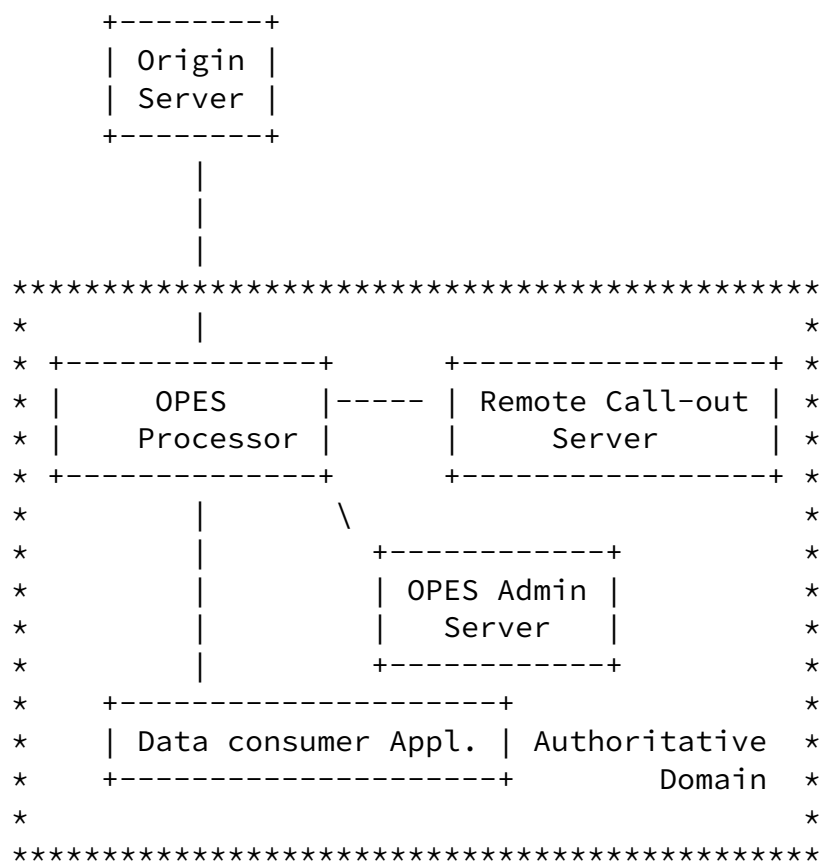 Origin
Server
OPES Remote Call-out
Processor Server
OPES Admin
Server
Data consumer Appl. Authoritative
Domain